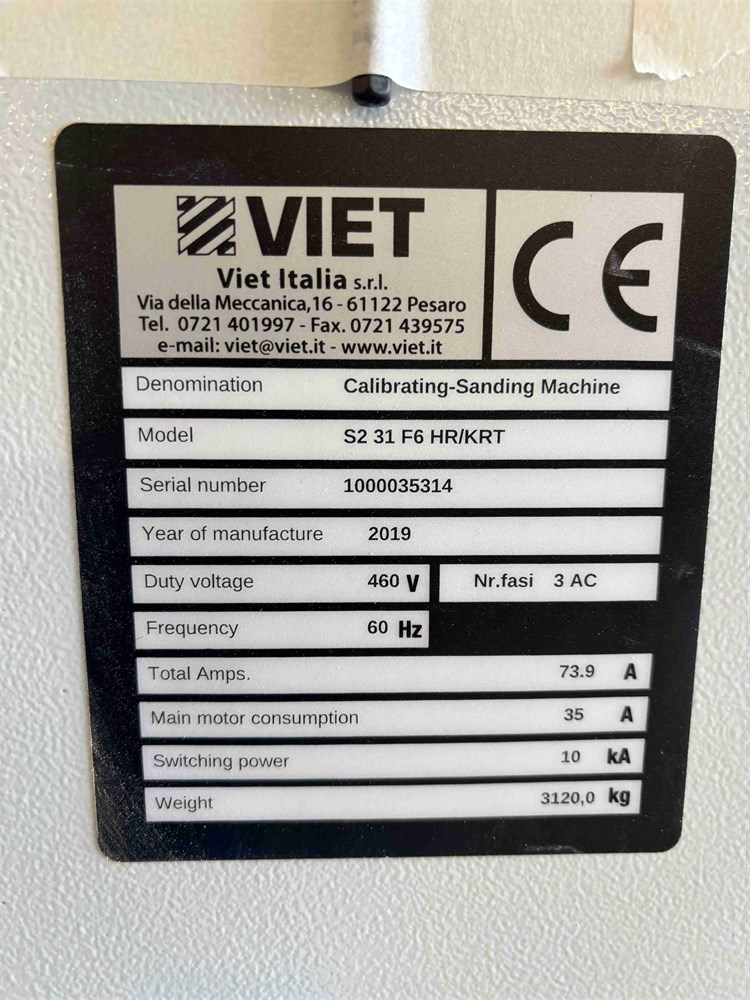 VIET
Viet Italia s.r.l.
Via della Meccanica,16 - 61122 Pesaro
Tel. 0721 401997 - Fax. 0721 439575
e-mail: viet@viet.it - www.viet.it
CE
Denomination Calibrating-Sanding Machine
Model S2 31 F6 HR/KRT
Serial number 1000035314
Year of manufacture 2019
Duty voltage 460 V Nr.fasi 3 AC
Frequency 60 Hz
Total Amps. 73.9 A
Main motor consumption 35 A
Switching power 10 kA
Weight 3120,0 kg